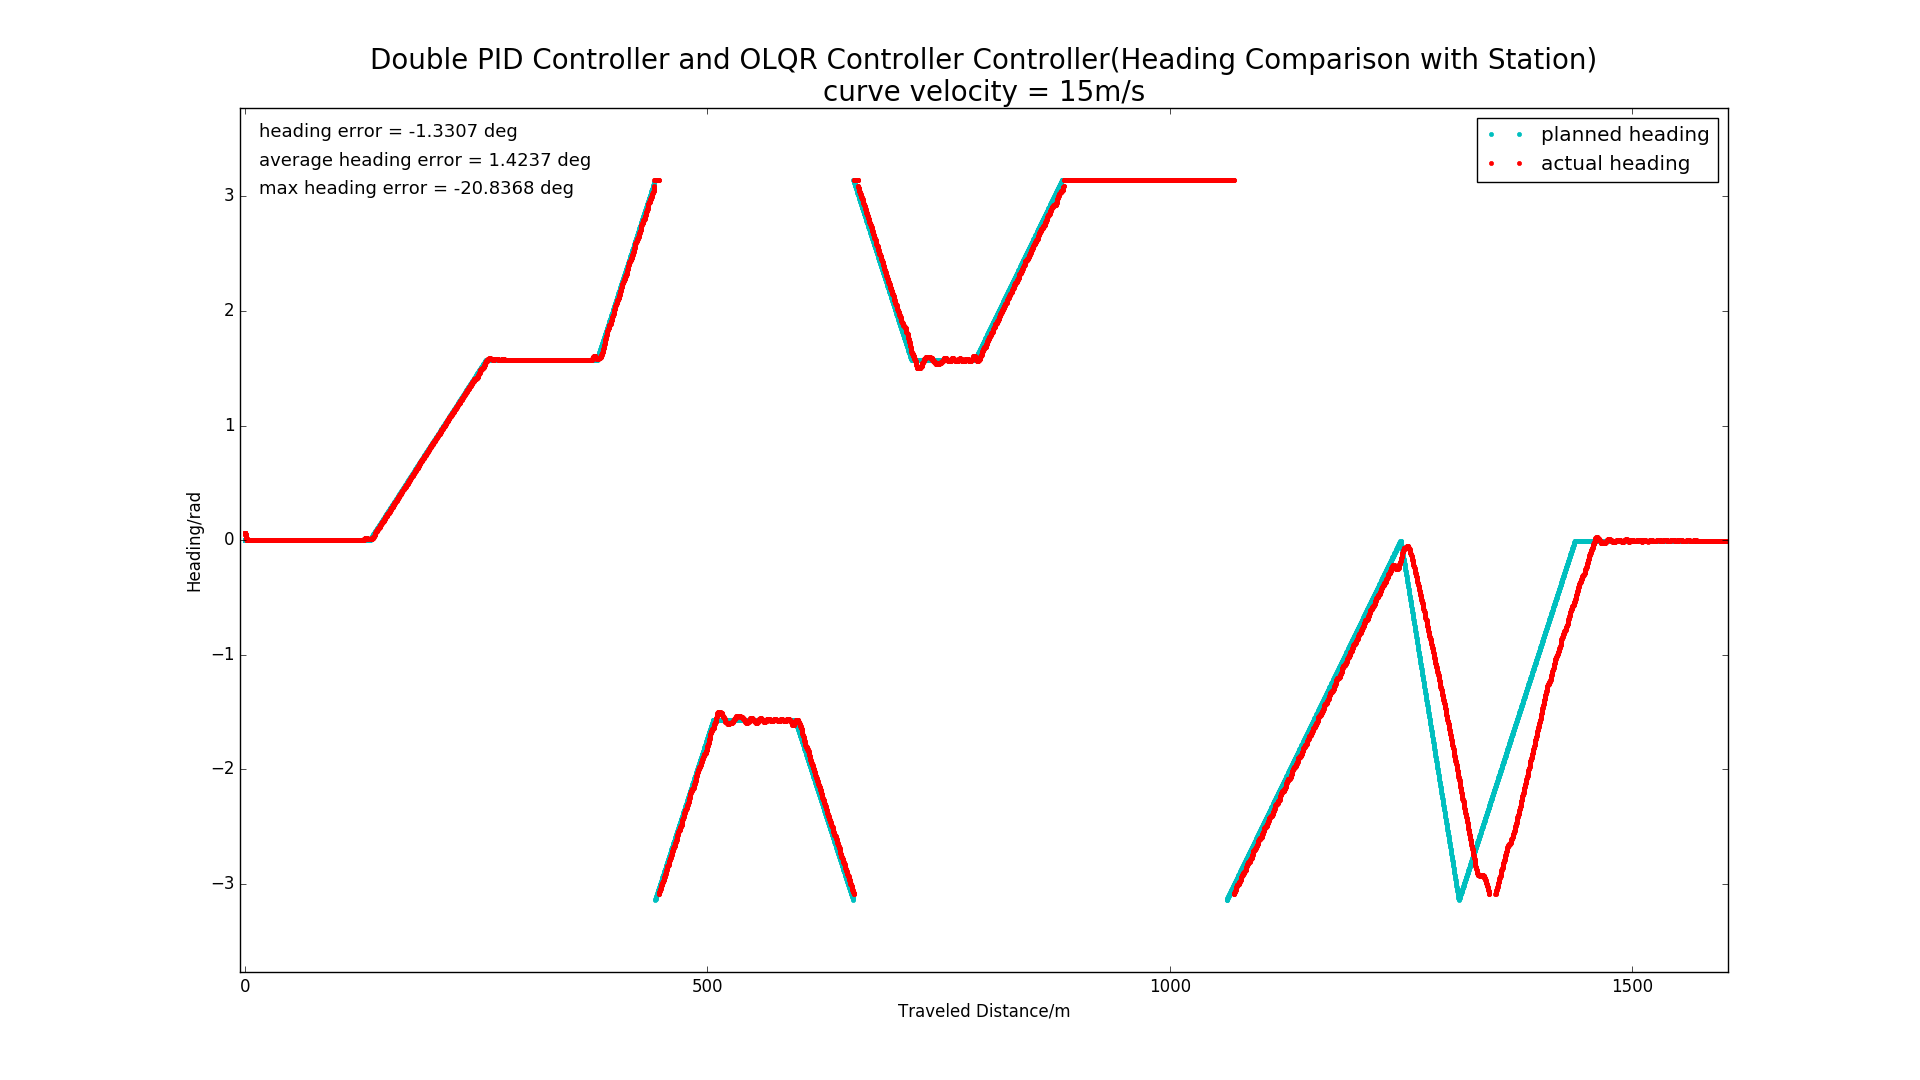 Double PID Controller and OLQR Controller Controller(Heading Comparison with Station)
curve velocity = 15m/s
heading error = -1.3307 deg
average heading error = 1.4237 deg
max heading error = -20.8368 deg
planned heading
actual heading
3
2
1
0
−1
−2
−3
Heading/rad
0 500 1000 1500
Traveled Distance/m